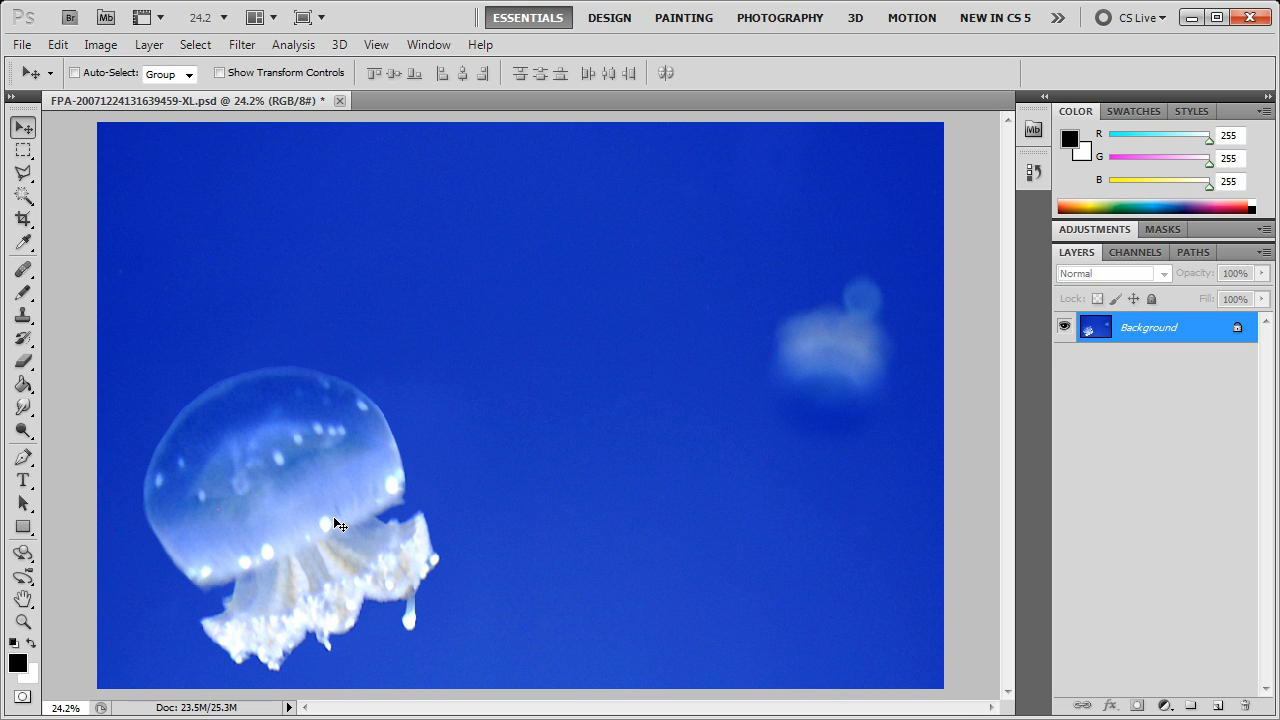 Ps Br Mb 24.2 ESSENTIALS DESIGN PAINTING PHOTOGRAPHY 3D MOTION NEW IN CS 5 CS Live
File Edit Image Layer Select Filter Analysis 3D View Window Help
Auto-Select: Group Show Transform Controls
FPA-20071224131639459-XL.psd @ 24.2% (RGB/8#) *
Mb
COLOR SWATCHES STYLES
R 255
G 255
B 255
ADJUSTMENTS MASKS
LAYERS CHANNELS PATHS
Normal Opacity: 100%
Lock: Fill: 100%
Background
T
fx
24.2% Doc: 23.5M/25.3M